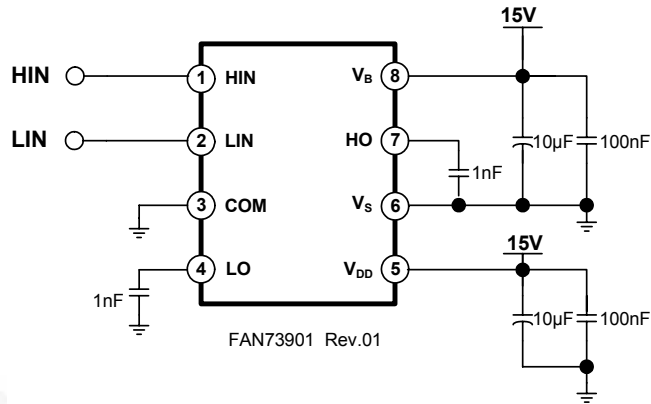 15V
HIN
1
HIN
VB
8
LIN
2
LIN
HO
7
10µF
100nF
1nF
3
COM
VS
6
15V
4
LO
VDD
5
1nF
10µF
100nF
FAN73901 Rev.01